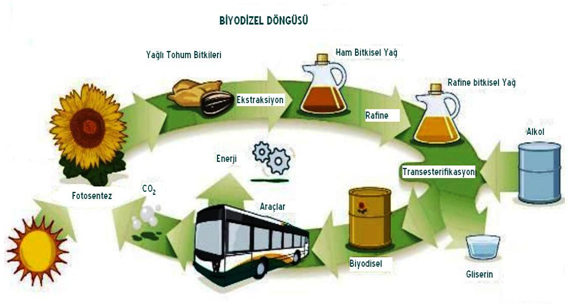 BİYODİZEL DÖNGÜSÜ
Yağlı Tohum Bitkileri
Ham Bitkisel Yağ
Rafine bitkisel Yağ
Ekstraksiyon
Rafine
Alkol
Enerji
Transesterifikasyon
CO₂
Fotosentez
Araçlar
Biyodisel
Gliserin